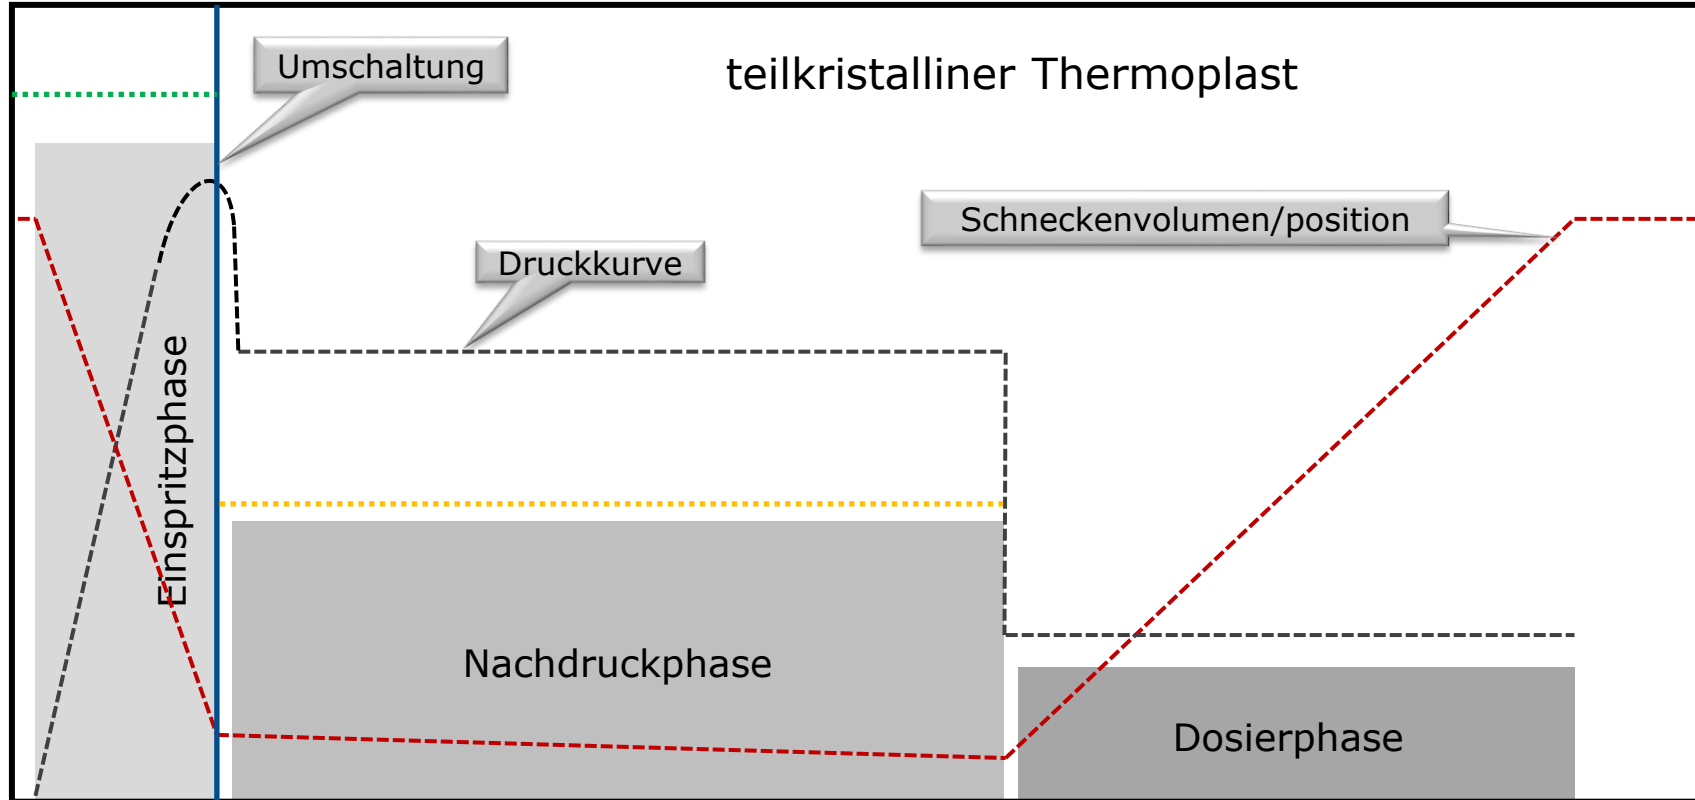 Umschaltung
teilkristalliner Thermoplast
Schneckenvolumen/position
Druckkurve
Einspritzphase
Nachdruckphase
Dosierphase